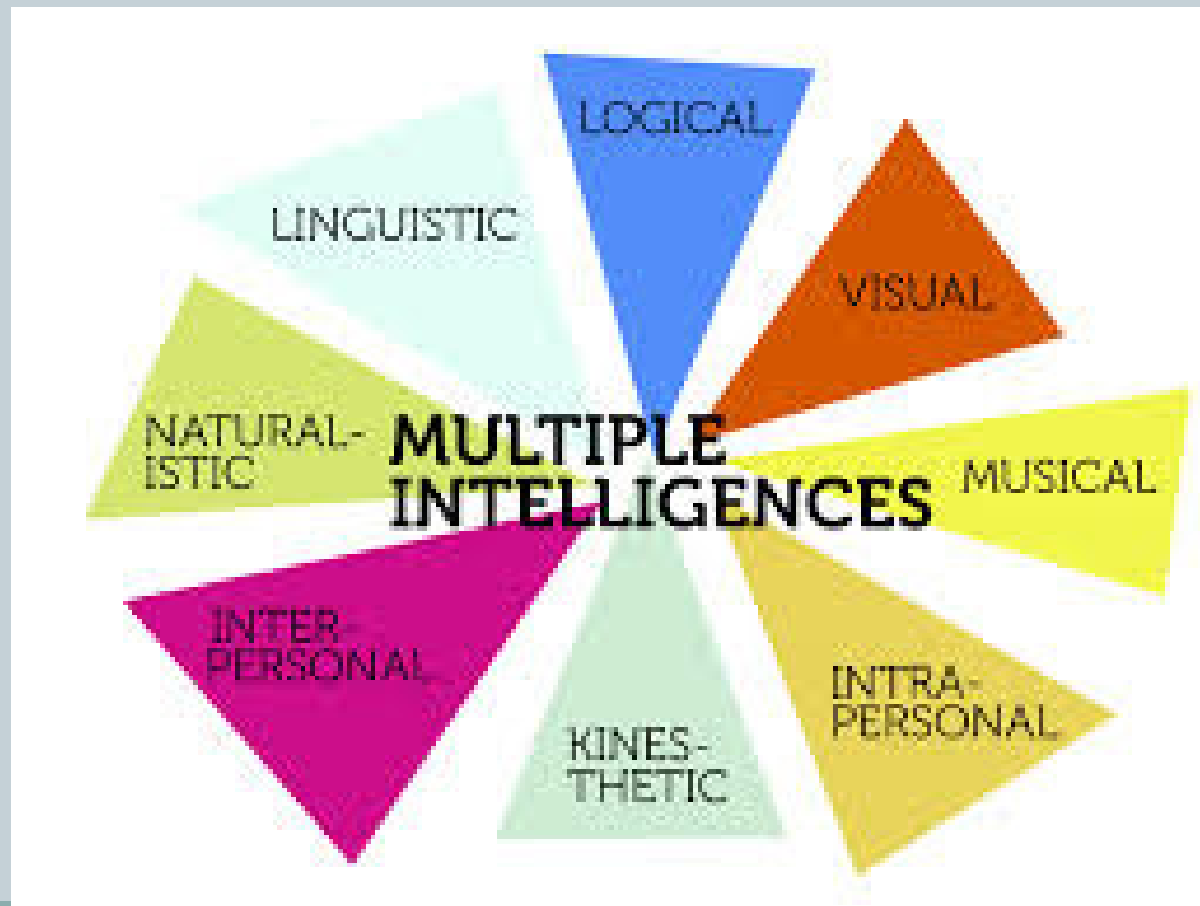 LOGICAL
VISUAL
MUSICAL
INTRA-
PERSONAL
KINES-
THETIC
INTER-
PERSONAL
NATURAL-
ISTIC
LINGUISTIC
MULTIPLE
INTELLIGENCES